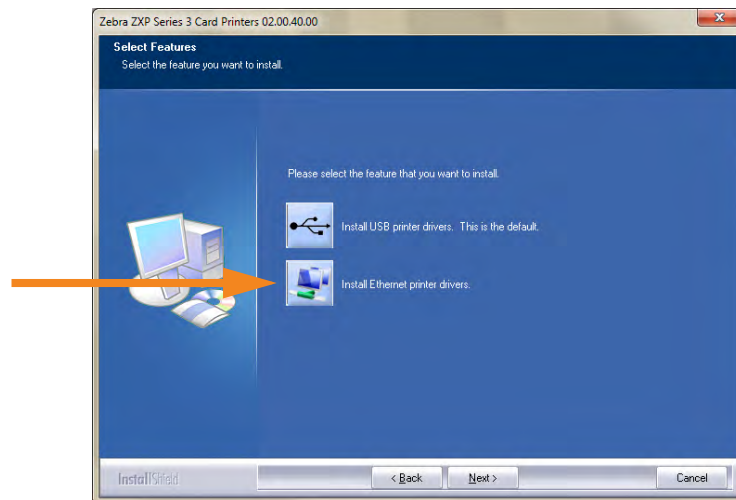 Zebra ZXP Series 3 Card Printers 02.00.40.00
Select Features
Select the feature you want to install.
Please select the feature that you want to install.
Install USB printer drivers. This is the default.
Install Ethernet printer drivers.
InstallShield
< Back
Next >
Cancel